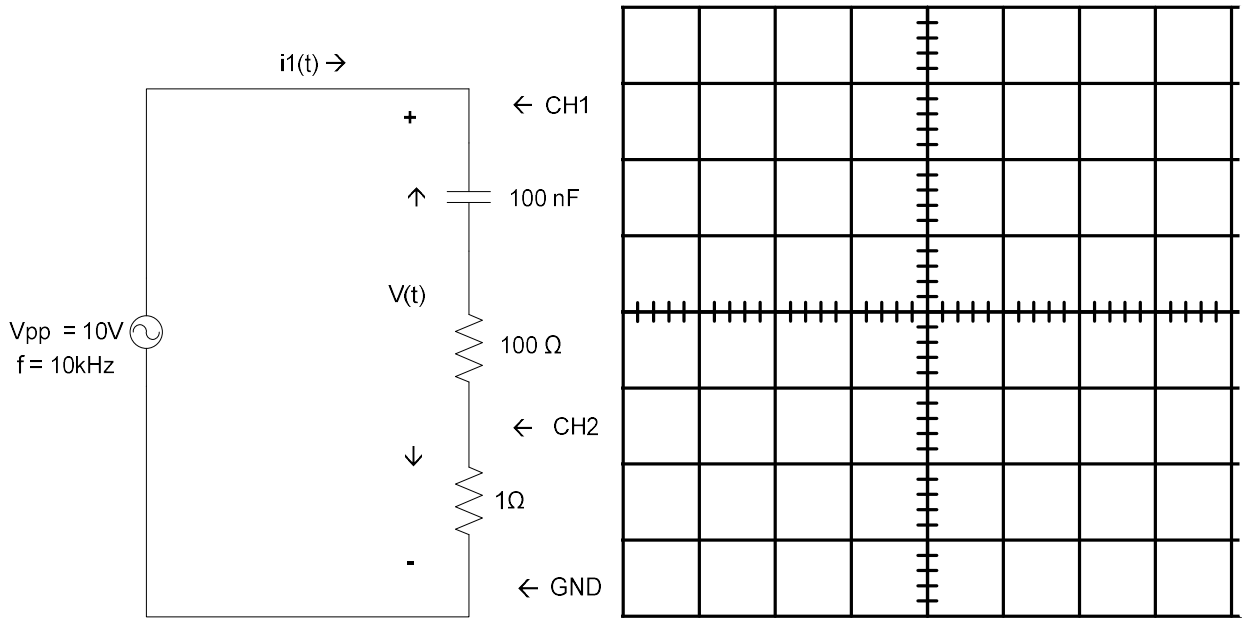 i1(t) →
← CH1
+
↑
100 nF
V(t)
Vpp = 10V
f = 10kHz
100 Ω
← CH2
↓
1Ω
-
← GND